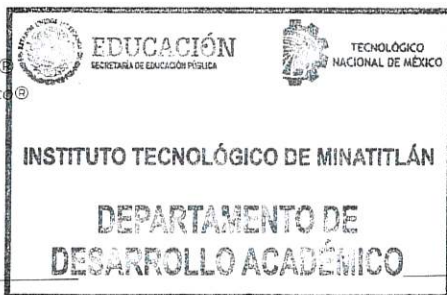 EDUCACIÓN
SECRETARÍA DE EDUCACIÓN PÚBLICA
TECNOLÓGICO
NACIONAL DE MÉXICO
INSTITUTO TECNOLÓGICO DE MINATITLÁN
DEPARTAMENTO DE
DESARROLLO ACADÉMICO